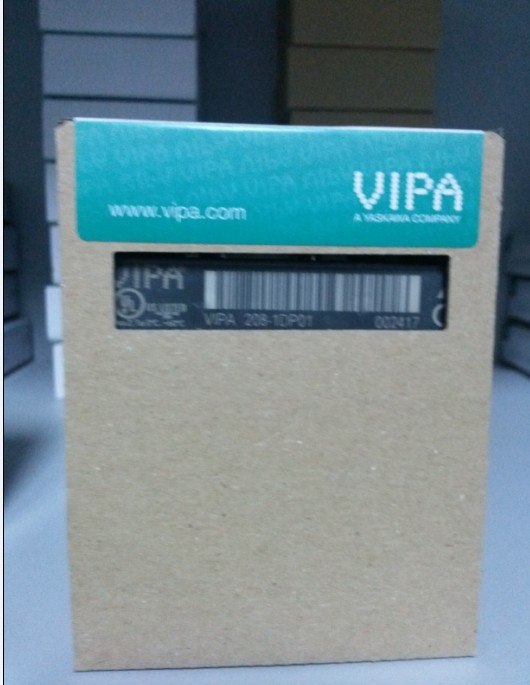 VIPA
www.vipa.com
A YASKAWA COMPANY
VIPA
VIPA 208-1DP01 002417